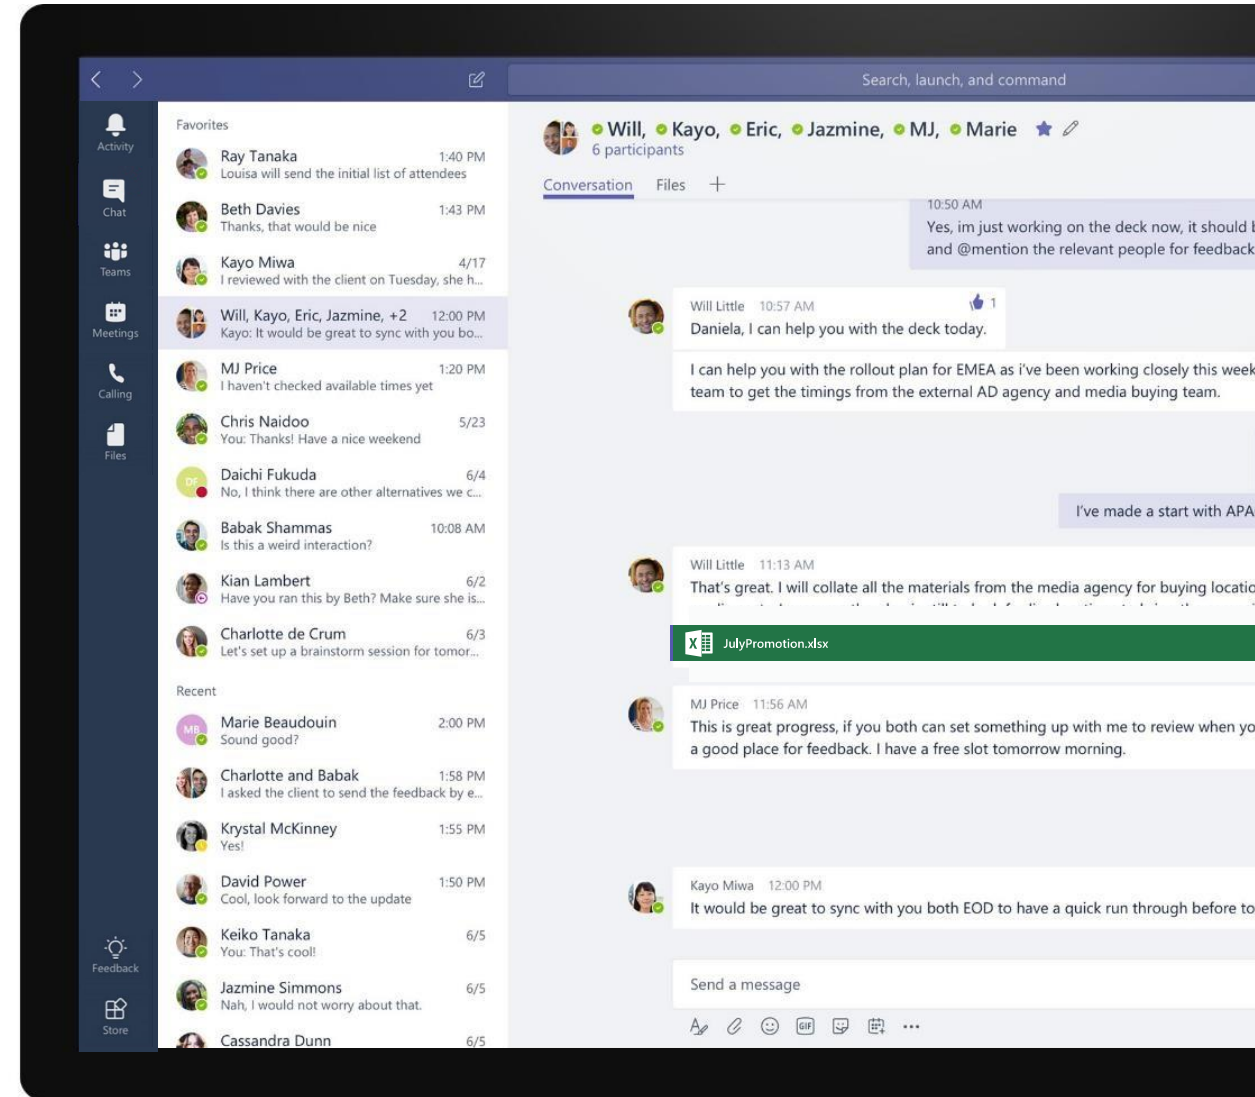 Search, launch, and command
Activity
Chat
Teams
Meetings
Calling
Files
Feedback
Store
Favorites
Ray Tanaka 1:40 PM
Louisa will send the initial list of attendees
Beth Davies 1:43 PM
Thanks, that would be nice
Kayo Miwa 4/17
I reviewed with the client on Tuesday, she h...
Will, Kayo, Eric, Jazmine, +2 12:00 PM
Kayo: It would be great to sync with you bo...
MJ Price 1:20 PM
I haven't checked available times yet
Chris Naidoo 5/23
You: Thanks! Have a nice weekend
DF
Daichi Fukuda 6/4
No, I think there are other alternatives we c...
Babak Shammas 10:08 AM
Is this a weird interaction?
Kian Lambert 6/2
Have you ran this by Beth? Make sure she is...
Charlotte de Crum 6/3
Let's set up a brainstorm session for tomor...
Recent
MB
Marie Beaudouin 2:00 PM
Sound good?
Charlotte and Babak 1:58 PM
I asked the client to send the feedback by e...
Krystal McKinney 1:55 PM
Yes!
David Power 1:50 PM
Cool, look forward to the update
Keiko Tanaka 6/5
You: That's cool!
Jazmine Simmons 6/5
Nah, I would not worry about that.
Cassandra Dunn 6/5
Will, Kayo, Eric, Jazmine, MJ, Marie
6 participants
Conversation Files
10:50 AM
Yes, im just working on the deck now, it should b
and @mention the relevant people for feedback
Will Little 10:57 AM 1
Daniela, I can help you with the deck today.
I can help you with the rollout plan for EMEA as i've been working closely this week
team to get the timings from the external AD agency and media buying team.
I've made a start with APA
Will Little 11:13 AM
That's great. I will collate all the materials from the media agency for buying locatio
JulyPromotion.xlsx
MJ Price 11:56 AM
This is great progress, if you both can set something up with me to review when yo
a good place for feedback. I have a free slot tomorrow morning.
Kayo Miwa 12:00 PM
It would be great to sync with you both EOD to have a quick run through before to
Send a message
GIF